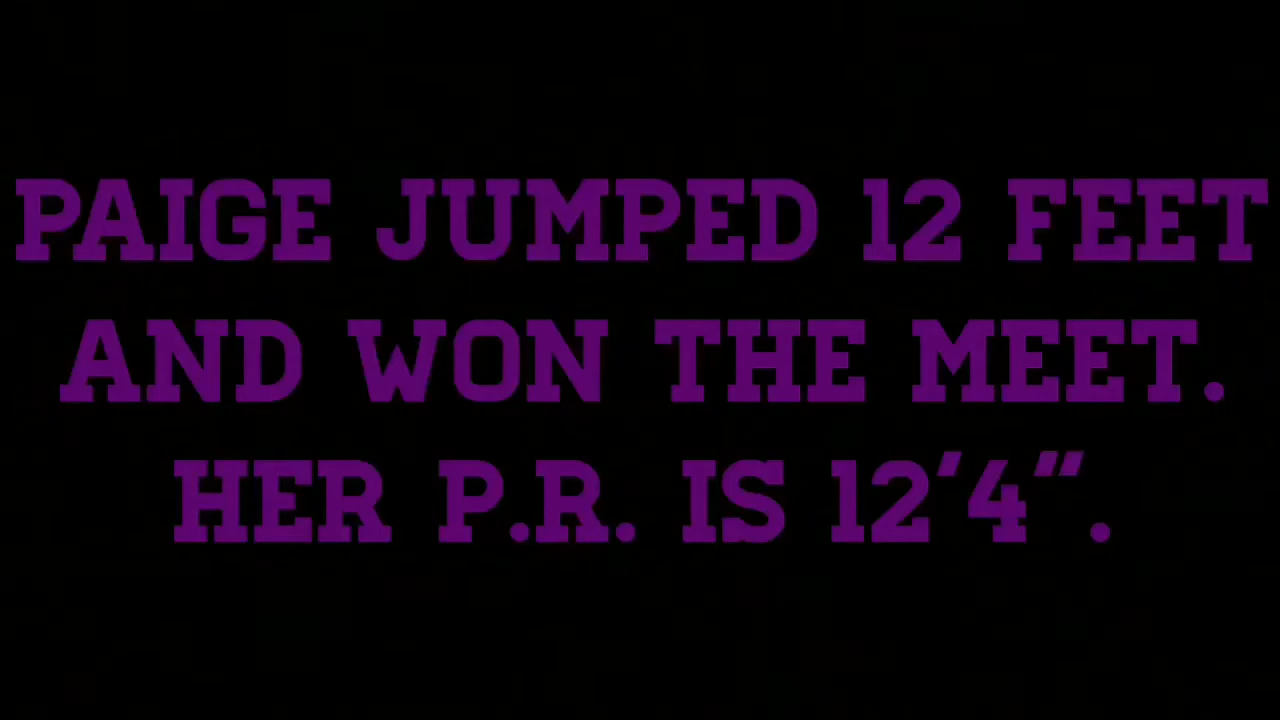 PAIGE JUMPED 12 FEET
AND WON THE MEET.
HER P.R. IS 12'4".